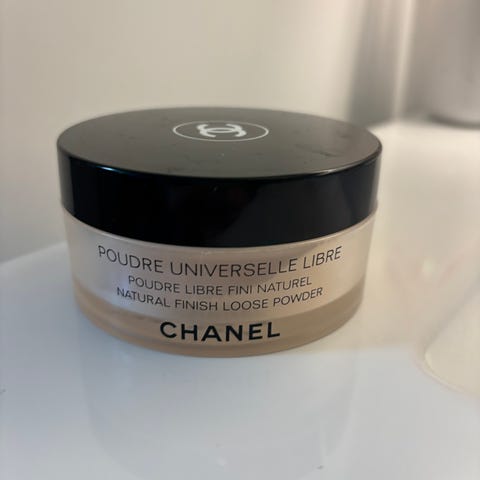 POUDRE UNIVERSELLE LIBRE
POUDRE LIBRE FINI NATUREL
NATURAL FINISH LOOSE POWDER
CHANEL